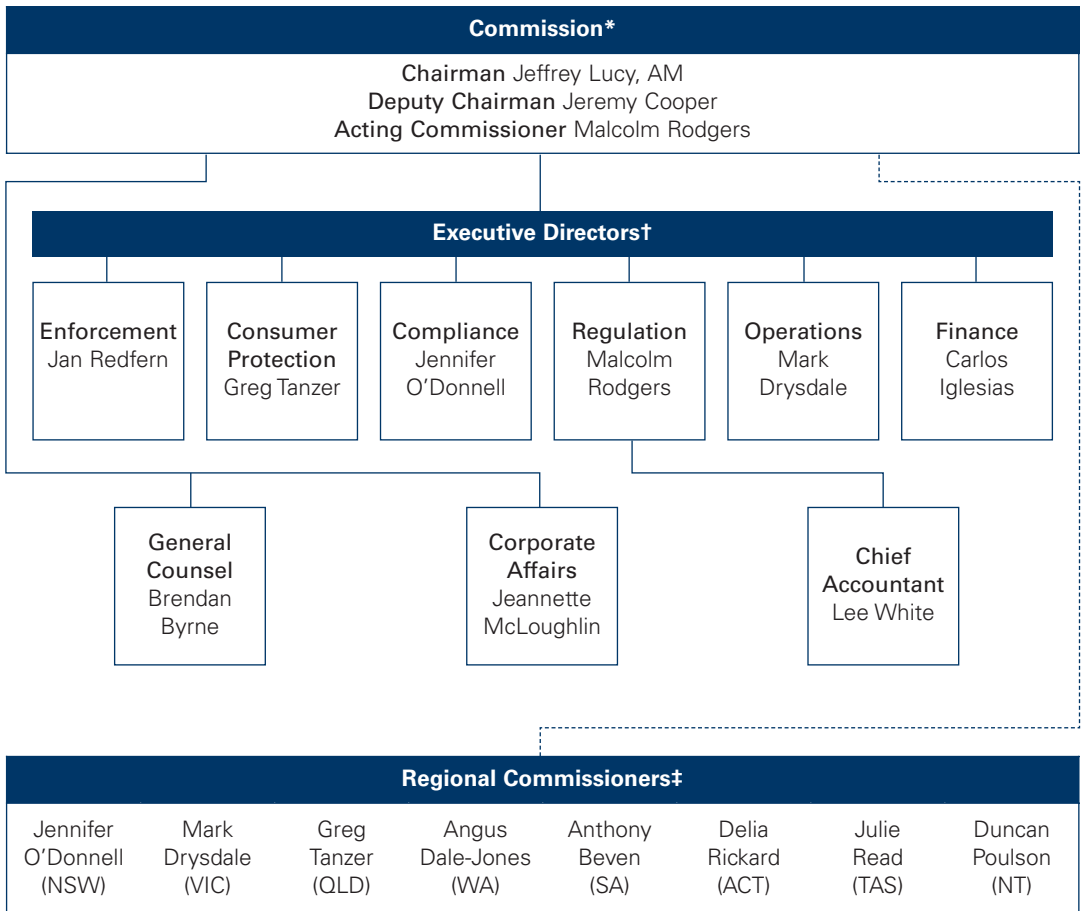 Commission*
Chairman Jeffrey Lucy, AM
Deputy Chairman Jeremy Cooper
Acting Commissioner Malcolm Rodgers
Executive Directors†
Enforcement
Jan Redfern
Consumer
Protection
Greg Tanzer
Compliance
Jennifer
O'Donnell
Regulation
Malcolm
Rodgers
Operations
Mark
Drysdale
Finance
Carlos
Iglesias
General
Counsel
Brendan
Byrne
Corporate
Affairs
Jeannette
McLoughlin
Chief
Accountant
Lee White
Regional Commissioners‡
Jennifer
O'Donnell
(NSW)
Mark
Drysdale
(VIC)
Greg
Tanzer
(QLD)
Angus
Dale-Jones
(WA)
Anthony
Beven
(SA)
Delia
Rickard
(ACT)
Julie
Read
(TAS)
Duncan
Poulson
(NT)